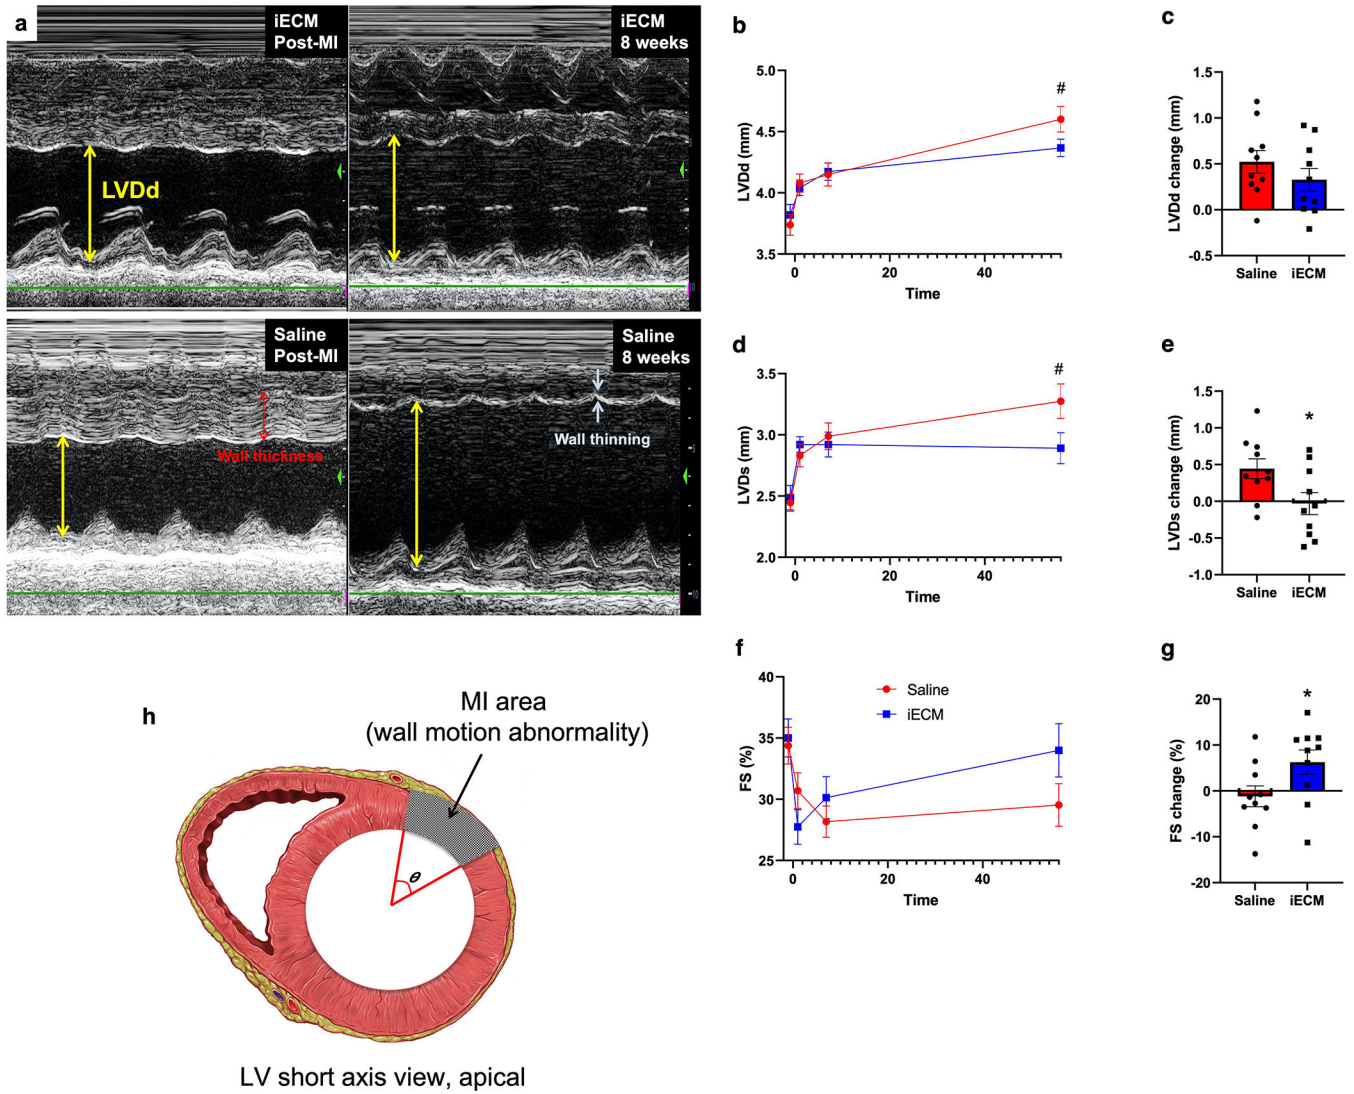 a
iECM
Post-MI
iECM
8 weeks
LVDd
Saline
Post-MI
Saline
8 weeks
Wall thickness
Wall thinning
b
5.0
4.5
4.0
3.5
LVDd (mm)
#
0
20
40
Time
c
1.5
1.0
0.5
0.0
-0.5
LVDd change (mm)
Saline
iECM
d
3.5
3.0
2.5
2.0
LVDs (mm)
#
0
20
40
Time
e
1.5
1.0
0.5
0.0
-0.5
-1.0
LVDs change (mm)
*
Saline
iECM
f
40
35
30
25
FS (%)
Saline
iECM
0
20
40
Time
g
20
10
0
-10
-20
FS change (%)
*
Saline
iECM
h
MI area
(wall motion abnormality)
θ
LV short axis view, apical